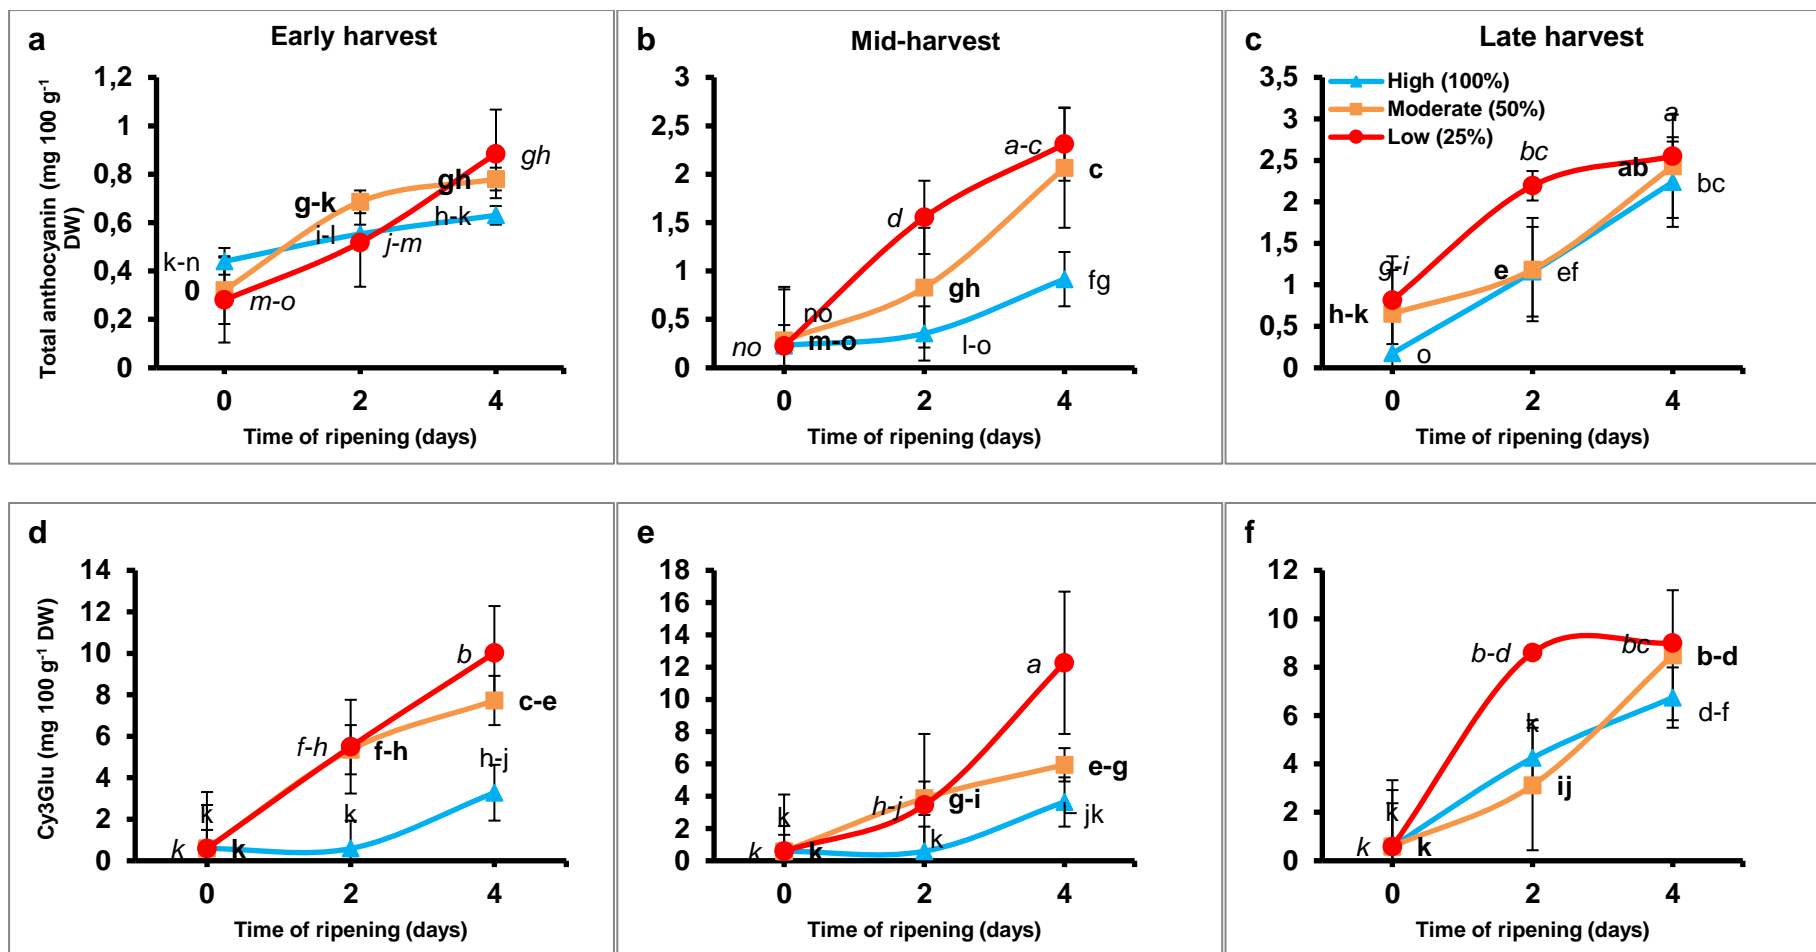 a
Early harvest
Total anthocyanin (mg 100 g-1
DW)
1,2
1
0,8
0,6
0,4
0,2
0
k-n
0
m-o
g-k
i-l
j-m
gh
h-k
gh
0 2 4
Time of ripening (days)
b
Mid-harvest
3
2,5
2
1,5
1
0,5
0
no
no
m-o
d
gh
l-o
a-c
c
fg
0 2 4
Time of ripening (days)
c
Late harvest
High (100%)
Moderate (50%)
Low (25%)
3,5
3
2,5
2
1,5
1
0,5
0
g-i
h-k
o
bc
e
ef
a
ab
bc
0 2 4
Time of ripening (days)
d
Cy3Glu (mg 100 g-1 DW)
14
12
10
8
6
4
2
0
k
k
k
f-h
f-h
k
b
c-e
h-j
0 2 4
Time of ripening (days)
e
18
16
14
12
10
8
6
4
2
0
k
k
k
h-j
g-i
k
a
e-g
jk
0 2 4
Time of ripening (days)
f
12
10
8
6
4
2
0
k
k
k
b-d
k
ij
bc
b-d
d-f
0 2 4
Time of ripening (days)